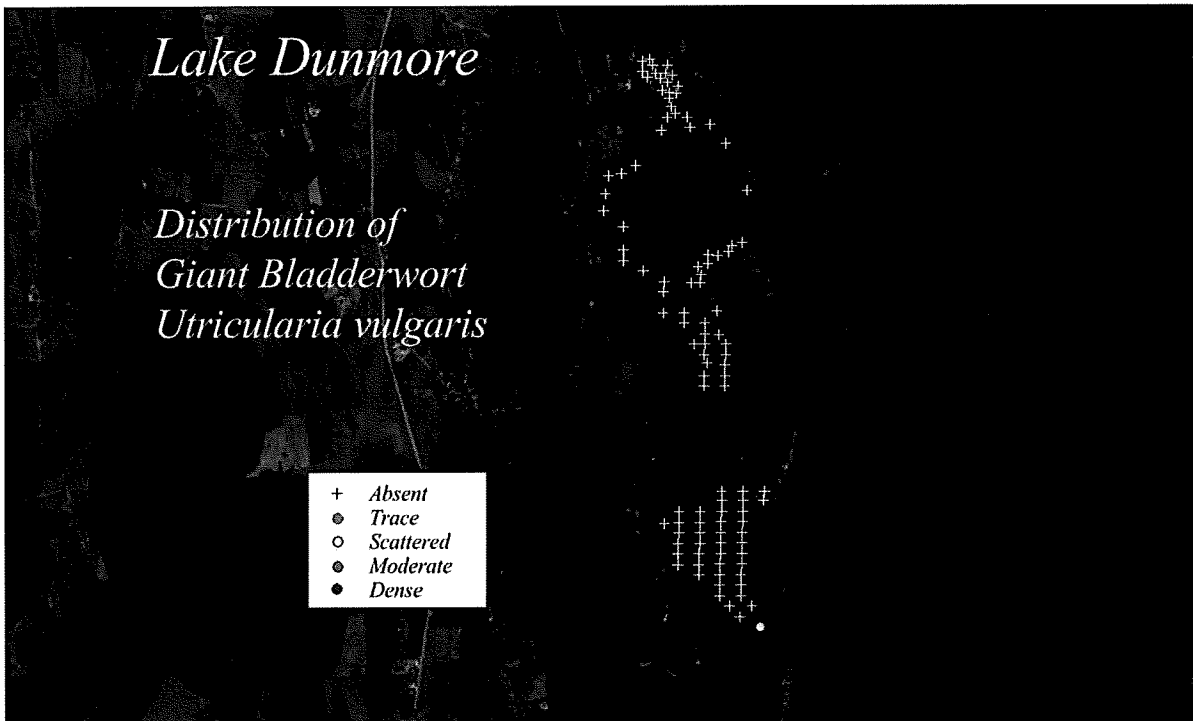 Lake Dunmore
Distribution of
Giant Bladderwort
Utricularia vulgaris
Absent
Trace
Scattered
Moderate
Dense